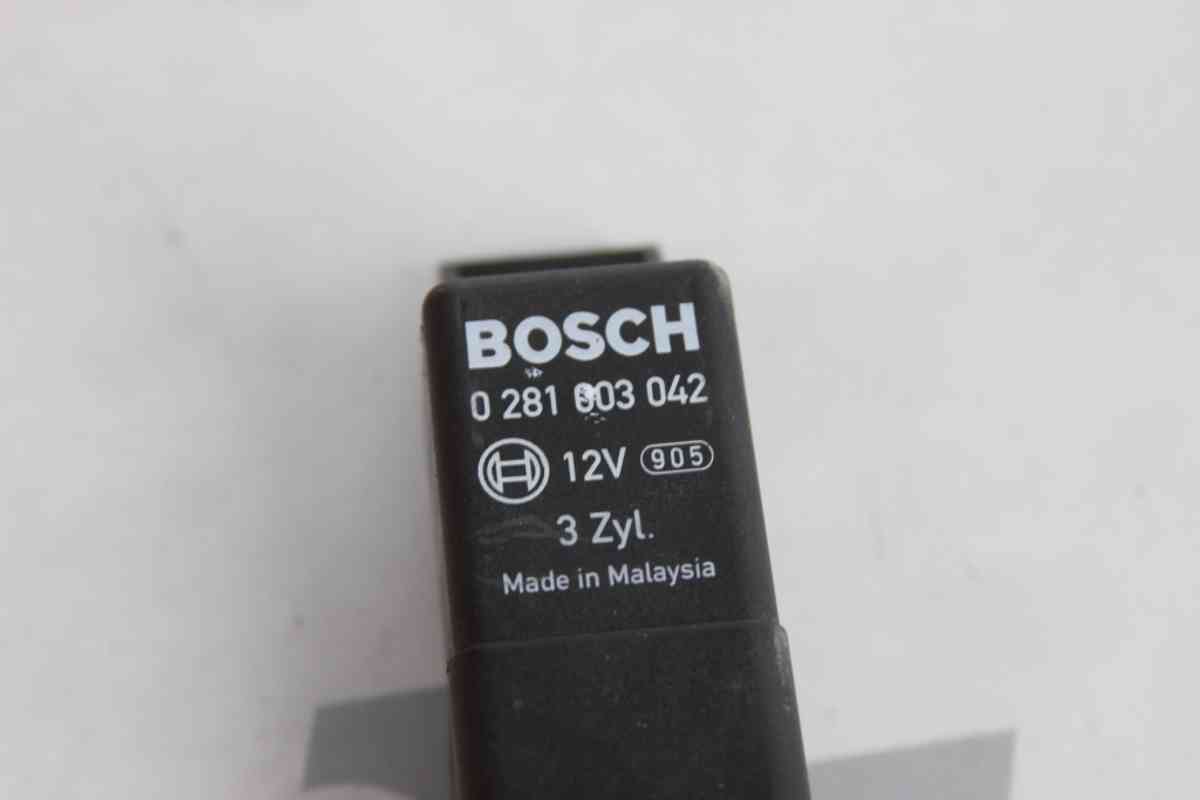 BOSCH
0 281 003 042
12V 905
3 Zyl.
Made in Malaysia